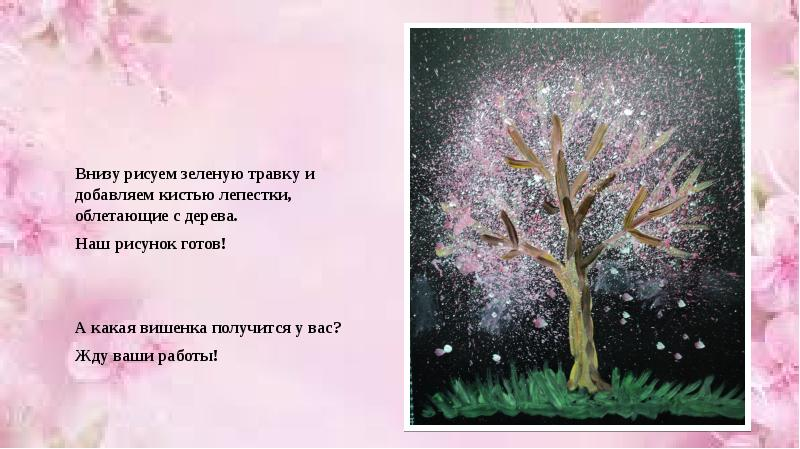 Внизу рисуем зеленую травку и
добавляем кистью лепестки,
облетающие с дерева.
Наш рисунок готов!
А какая вишенка получится у вас?
Жду ваши работы!